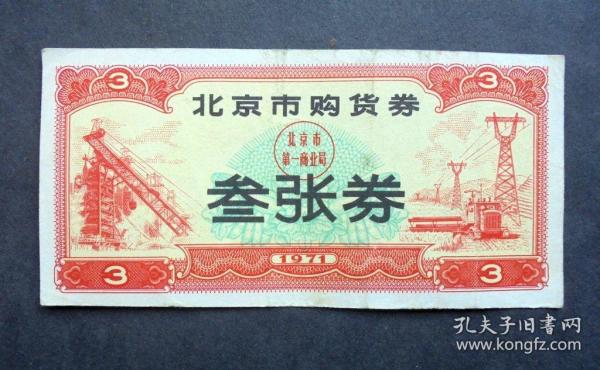 3 3
北京市购货券
北京市
第一商业局
叁张券
1971
3 3
孔夫子旧书网
www.kongfz.com